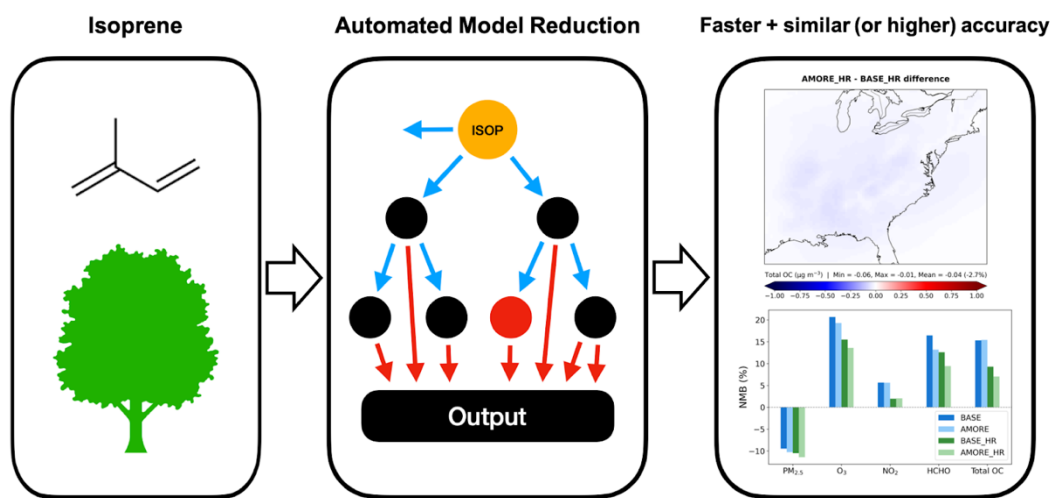 Isoprene
Automated Model Reduction
Faster + similar (or higher) accuracy
ISOP
Output
AMORE_HR - BASE_HR difference
Total OC (μg m⁻³) | Min = -0.06, Max = -0.01, Mean = -0.04 (-2.7%)
−1.00 −0.75 −0.50 −0.25 0.00 0.25 0.50 0.75 1.00
NMB (%)
20
15
10
5
0
−5
−10
BASE
AMORE
BASE_HR
AMORE_HR
PM₂.₅ O₃ NO₂ HCHO Total OC